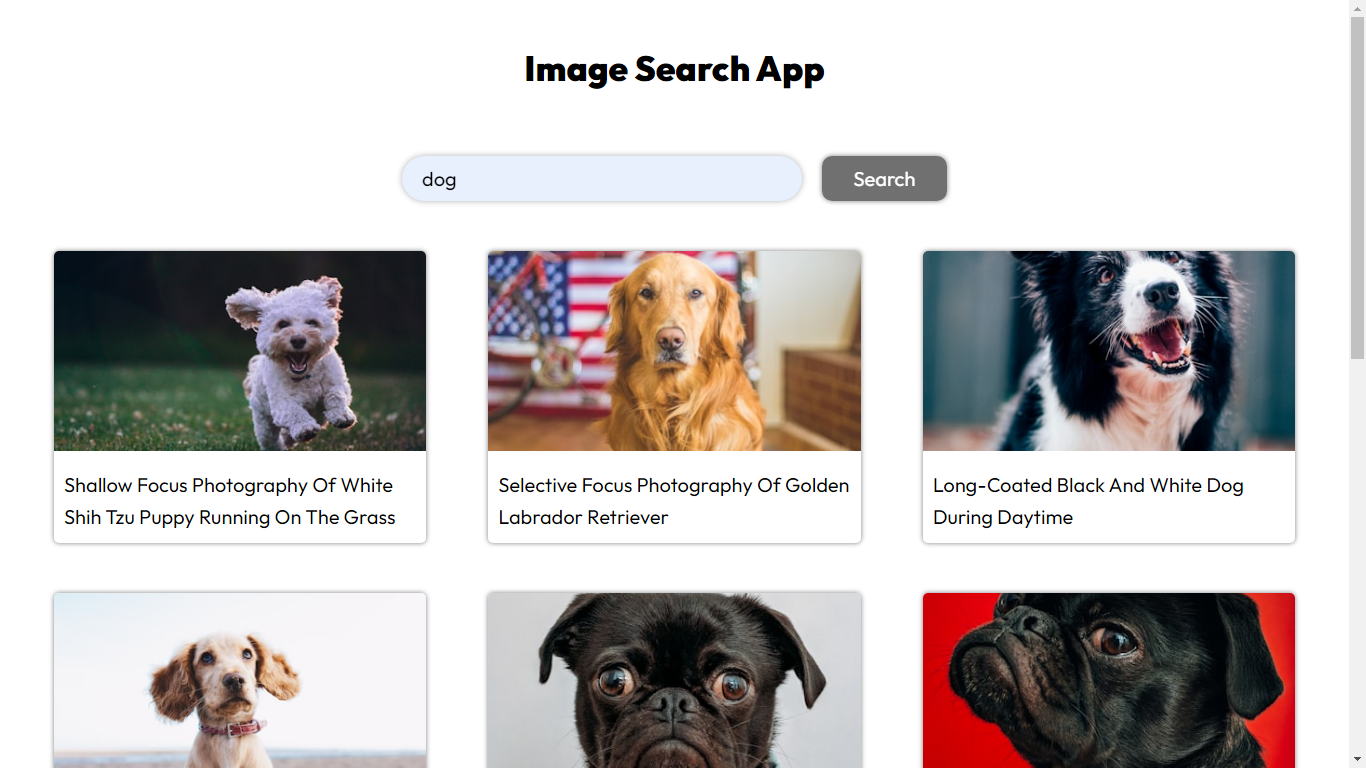 Image Search App
dog
Search
Shallow Focus Photography Of White
Shih Tzu Puppy Running On The Grass
Selective Focus Photography Of Golden
Labrador Retriever
Long-Coated Black And White Dog
During Daytime